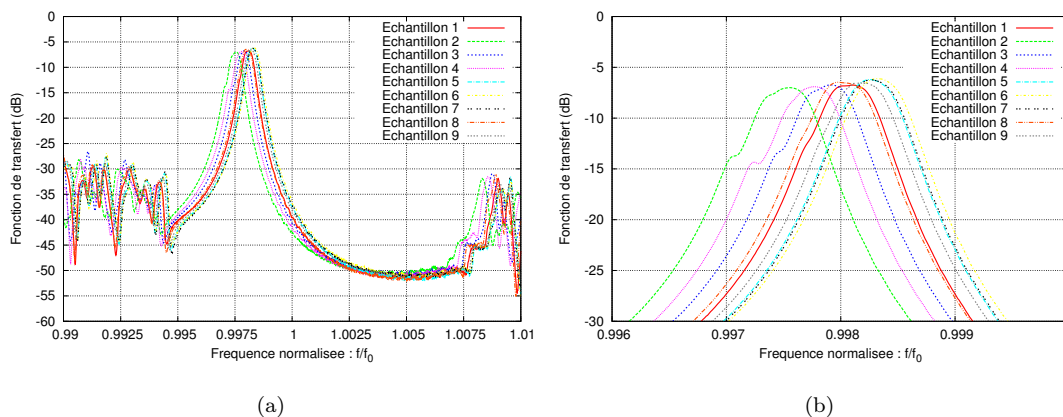 0
-5
-10
-15
-20
-25
-30
-35
-40
-45
-50
-55
-60
Fonction de transfert (dB)
0.99
0.9925
0.995
0.9975
1
1.0025
1.005
1.0075
1.01
Frequence normalisee : f/f0
Echantillon 1
Echantillon 2
Echantillon 3
Echantillon 4
Echantillon 5
Echantillon 6
Echantillon 7
Echantillon 8
Echantillon 9
(a)
0
-5
-10
-15
-20
-25
-30
Fonction de transfert (dB)
0.996
0.997
0.998
0.999
Frequence normalisee : f/f0
Echantillon 1
Echantillon 2
Echantillon 3
Echantillon 4
Echantillon 5
Echantillon 6
Echantillon 7
Echantillon 8
Echantillon 9
(b)